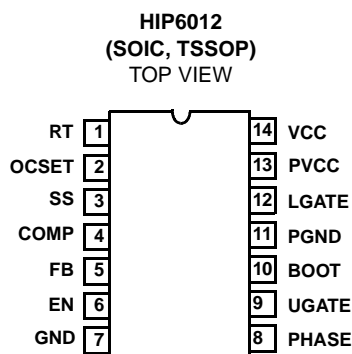 HIP6012
(SOIC, TSSOP)
TOP VIEW
RT 1 14 VCC
OCSET 2 13 PVCC
SS 3 12 LGATE
COMP 4 11 PGND
FB 5 10 BOOT
EN 6 9 UGATE
GND 7 8 PHASE